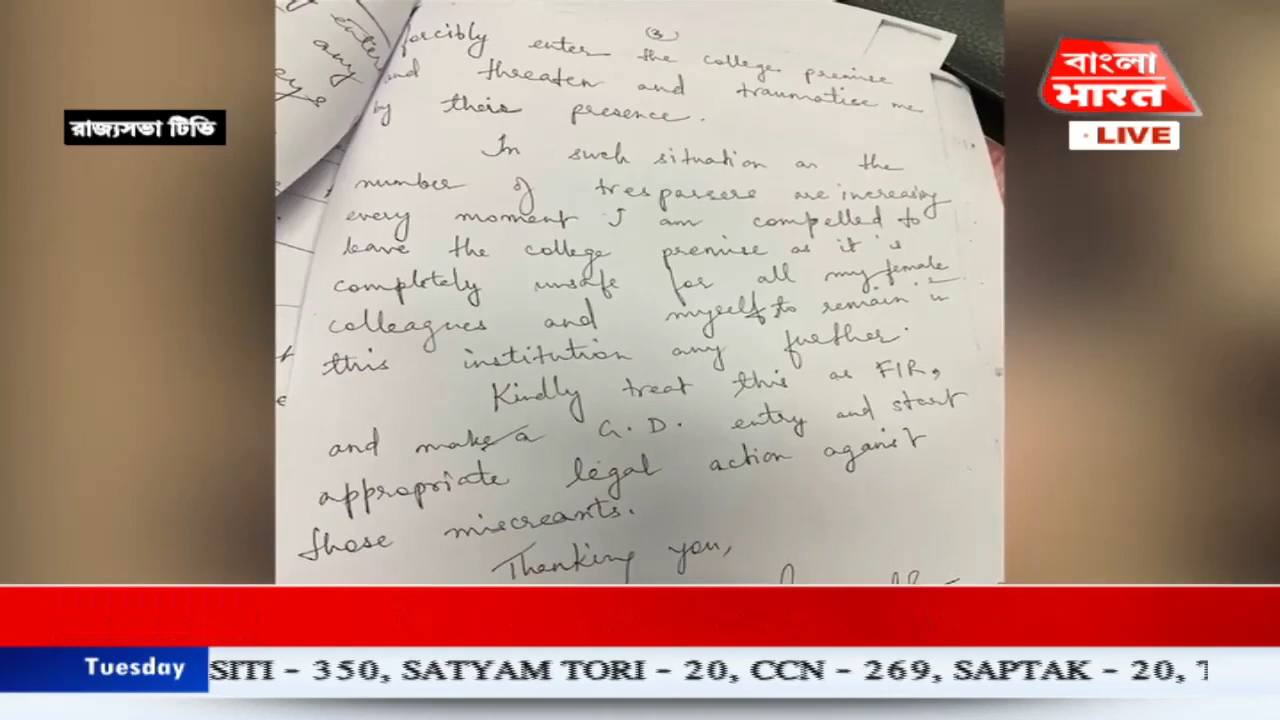 রাজ্যসভা টিভি
বাংলা
ভারত
LIVE
enter
any
3
forcibly enter the college premise
and threaten and traumatise me
by their presence.
In such situation as the
number of trespassers are increasing
every moment I am compelled to
leave the college premise as it is
completely unsafe for all my female
colleagues and myself to remain in
this institution any further.
Kindly treat this as FIR,
and make a G.D. entry and start
appropriate legal action against
those miscreants.
Thanking you,
Tuesday
SITI - 350, SATYAM TORI - 20, CCN - 269, SAPTAK - 20, T